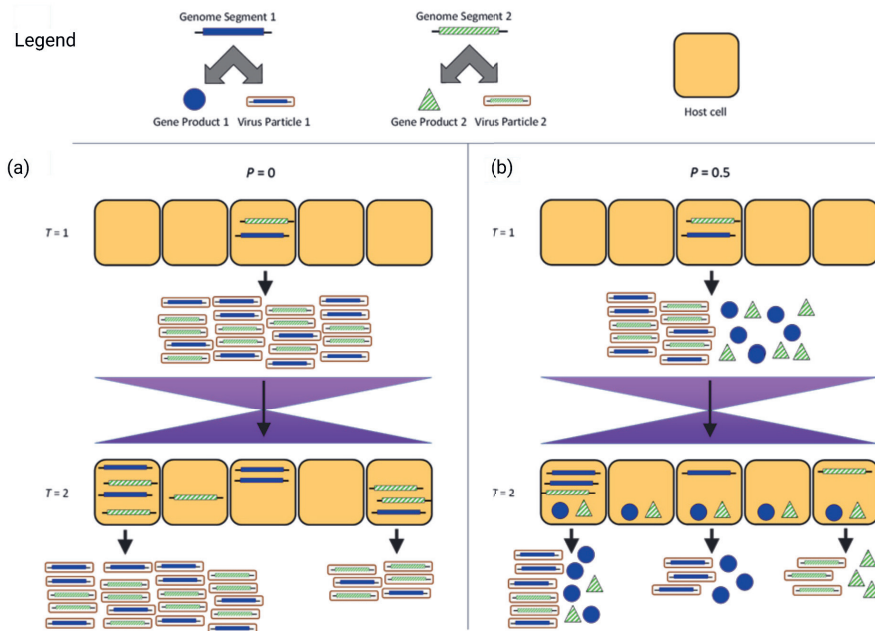 Legend
Genome Segment 1
Genome Segment 2
Gene Product 1 Virus Particle 1
Gene Product 2 Virus Particle 2
Host cell
(a)
P = 0
T = 1
T = 2
(b)
P = 0.5
T = 1
T = 2